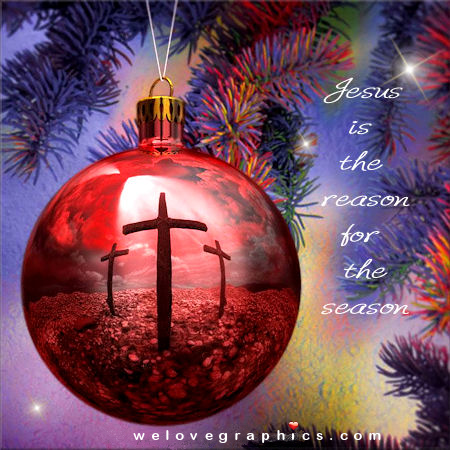 Jesus
is
the
reason
for
the
season
welovegraphics.com